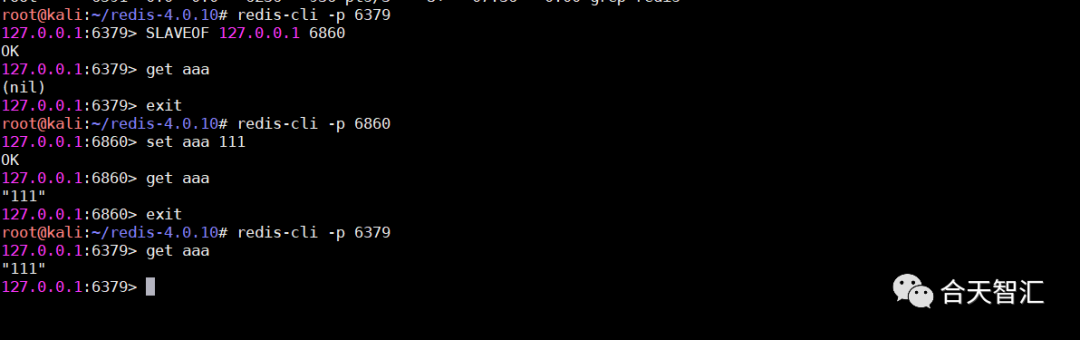 root@kali:~/redis-4.0.10# redis-cli -p 6379
127.0.0.1:6379> SLAVEOF 127.0.0.1 6860
OK
127.0.0.1:6379> get aaa
(nil)
127.0.0.1:6379> exit
root@kali:~/redis-4.0.10# redis-cli -p 6860
127.0.0.1:6860> set aaa 111
OK
127.0.0.1:6860> get aaa
"111"
127.0.0.1:6860> exit
root@kali:~/redis-4.0.10# redis-cli -p 6379
127.0.0.1:6379> get aaa
"111"
127.0.0.1:6379>
合天智汇